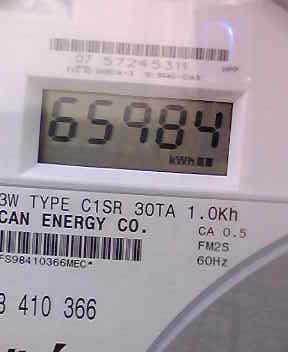 07 57245311
65984
kWh
3W TYPE C1SR 30TA 1.0Kh
CAN ENERGY CO.
CA 0.5
FM2S
60Hz
FS98410366MEC*
8 410 366